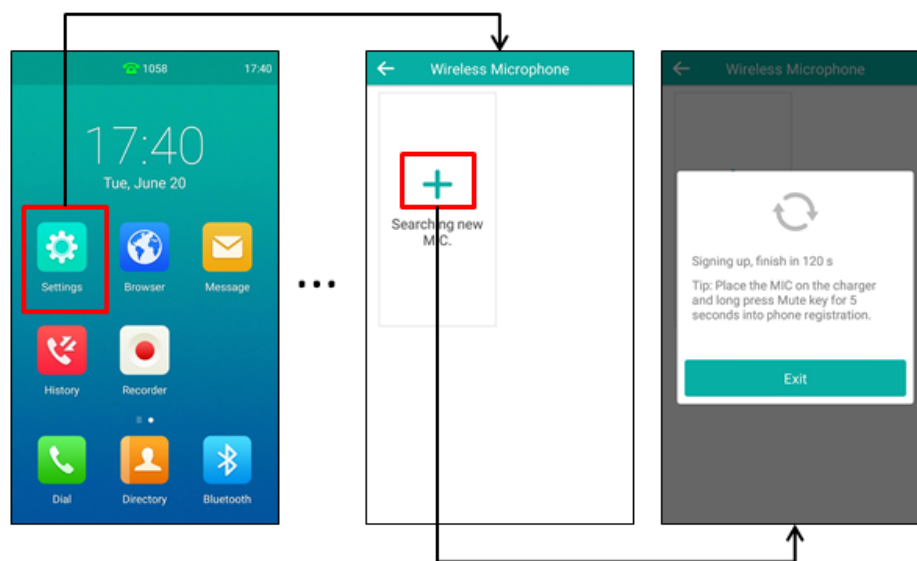 1058 17:40
17:40
Tue, June 20
Settings Browser Message
History Recorder
Dial Directory Bluetooth
...
Wireless Microphone
Searching new
MIC.
Wireless Microphone
Signing up, finish in 120 s
Tip: Place the MIC on the charger
and long press Mute key for 5
seconds into phone registration.
Exit